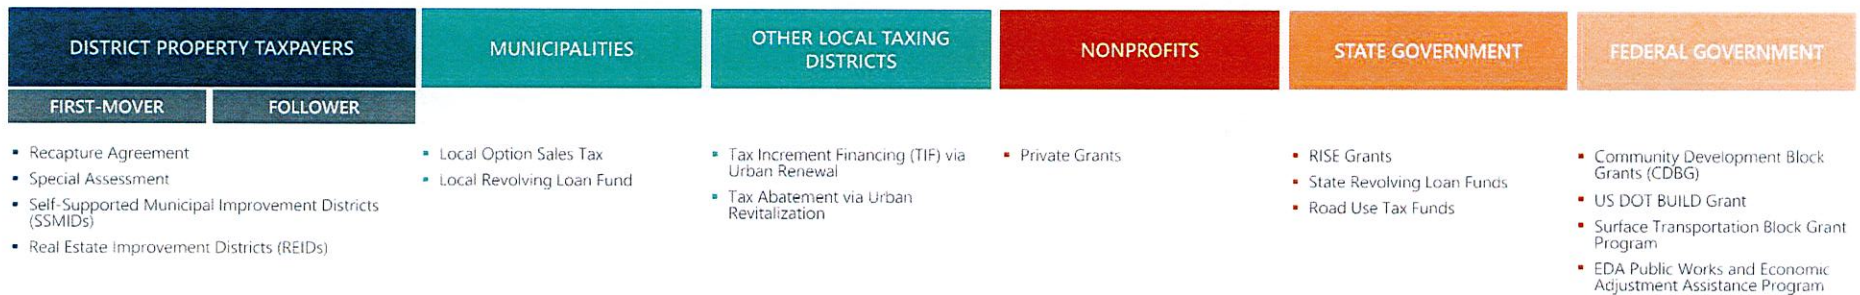 DISTRICT PROPERTY TAXPAYERS
FIRST-MOVER
FOLLOWER
Recapture Agreement
Special Assessment
Self-Supported Municipal Improvement Districts
(SSMIDs)
Real Estate Improvement Districts (REIDs)
MUNICIPALITIES
Local Option Sales Tax
Local Revolving Loan Fund
OTHER LOCAL TAXING
DISTRICTS
Tax Increment Financing (TIF) via
Urban Renewal
Tax Abatement via Urban
Revitalization
NONPROFITS
Private Grants
STATE GOVERNMENT
RISE Grants
State Revolving Loan Funds
Road Use Tax Funds
FEDERAL GOVERNMENT
Community Development Block
Grants (CDBG)
US DOT BUILD Grant
Surface Transportation Block Grant
Program
EDA Public Works and Economic
Adjustment Assistance Program